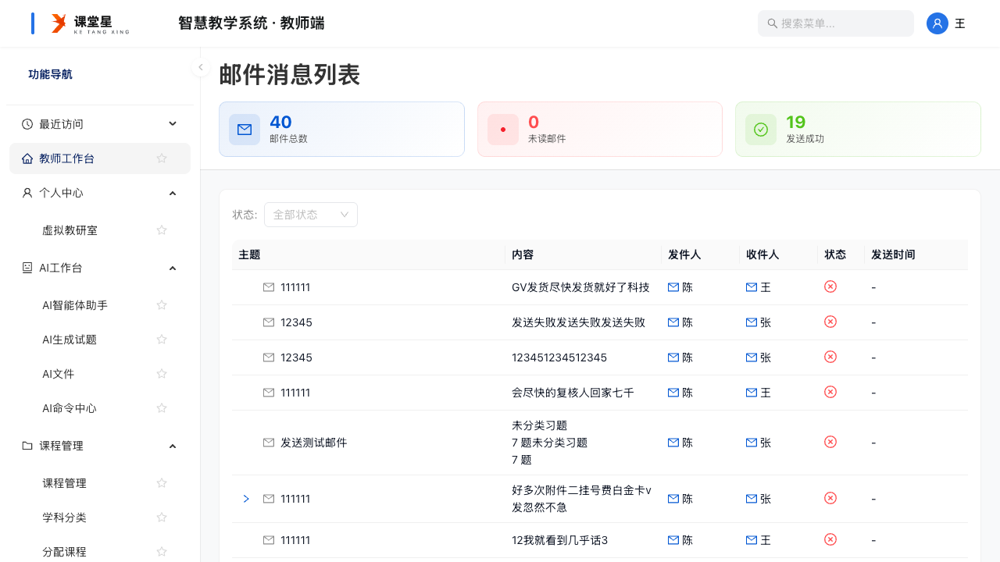 课堂星
KE TANG XING
智慧教学系统 · 教师端
搜索菜单...
王
功能导航
最近访问
教师工作台
个人中心
虚拟教研室
AI工作台
AI智能体助手
AI生成试题
AI文件
AI命令中心
课程管理
课程管理
学科分类
分配课程
邮件消息列表
40
邮件总数
0
未读邮件
19
发送成功
状态:
全部状态
主题 内容 发件人 收件人 状态 发送时间
111111 GV发货尽快发货就好了科技 陈 王 -
12345 发送失败发送失败发送失败 陈 张 -
12345 123451234512345 陈 张 -
111111 会尽快的复核人回家七千 陈 王 -
发送测试邮件 未分类习题
7 题未分类习题
7 题 陈 张 -
111111 好多次附件二挂号费白金卡v
发忽然不急 陈 张 -
111111 12我就看到几乎话3 陈 王 -